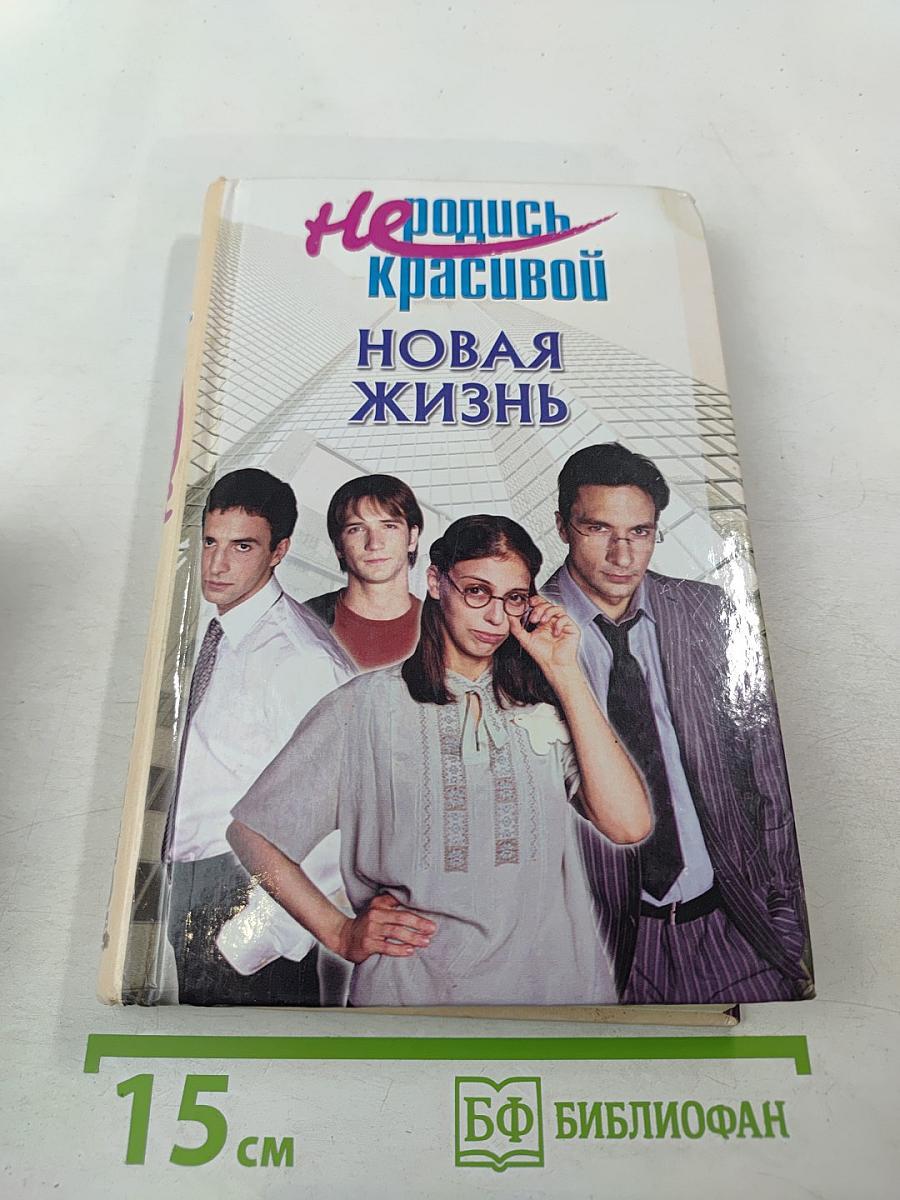 Не родись
красивой
НОВАЯ
ЖИЗНЬ
15 см
БФ БИБЛИОФАН